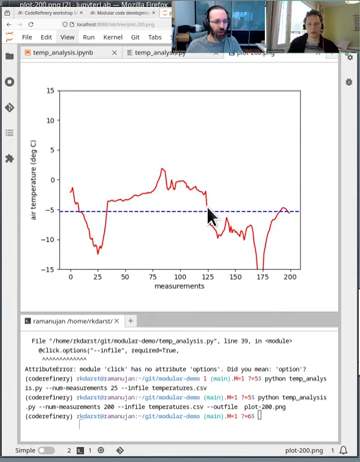 plot-200.png — JupyterLab — Mozilla Firefox
CodeRefinery workshop
Modular code developmen
localhost:8888/lab/tree/plot-200.png
File Edit View Run Kernel Git Tabs
temp_analysis.ipynb
plot-200.png
15
10
5
0
−5
−10
−15
air temperature (deg C)
0 25 50 75 100 125 150 175 200
measurements
ramanujan: ~/git/modular-demo
File "/home/rkdarst/git/modular-demo/temp_analysis.py", line 39, in <module>
@click.options("--infile", required=True,
^^^^^^^^^^^^^
AttributeError: module 'click' has no attribute 'options'. Did you mean: 'option'?
(coderefinery) rkdarst@ramanujan:~/git/modular-demo 1 (main).M=1 ?=5$ python temp_analys
is.py --num-measurements 25 --infile temperatures.csv
(coderefinery) rkdarst@ramanujan:~/git/modular-demo (main).M=1 ?=5$ python temp_analysis
.py --num-measurements 200 --infile temperatures.csv --outfile plot-200.png
(coderefinery) rkdarst@ramanujan:~/git/modular-demo (main).M=1 ?=6$
Simple 2 1 plot-200.png 1